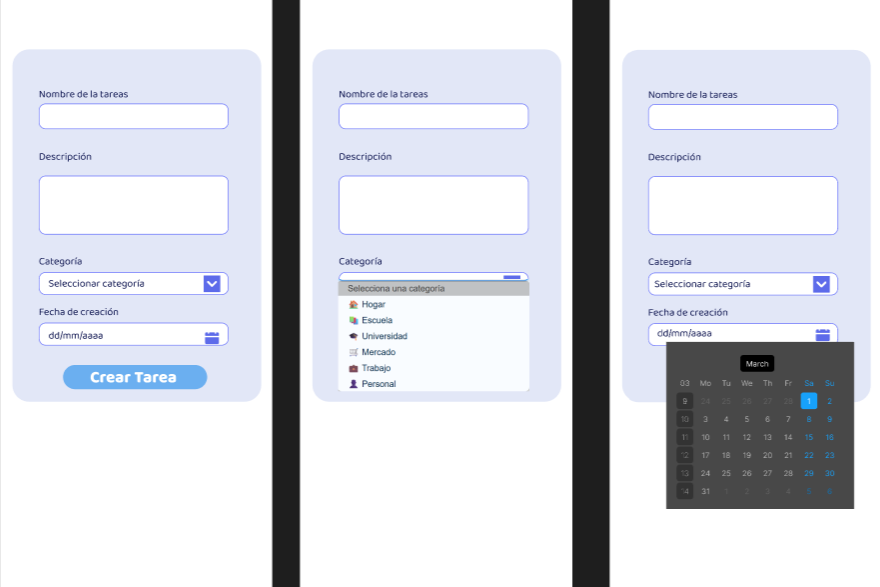 Nombre de la tareas
Descripción
Categoría
Seleccionar categoría
Fecha de creación
dd/mm/aaaa
Crear Tarea
Nombre de la tareas
Descripción
Categoría
Selecciona una categoría
Hogar
Escuela
Universidad
Mercado
Trabajo
Personal
Nombre de la tareas
Descripción
Categoría
Seleccionar categoría
Fecha de creación
dd/mm/aaaa
March
03 Mo Tu We Th Fr Sa Su
9 24 25 26 27 28 1 2
10 3 4 5 6 7 8 9
11 10 11 12 13 14 15 16
12 17 18 19 20 21 22 23
13 24 25 26 27 28 29 30
14 31 1 2 3 4 5 6